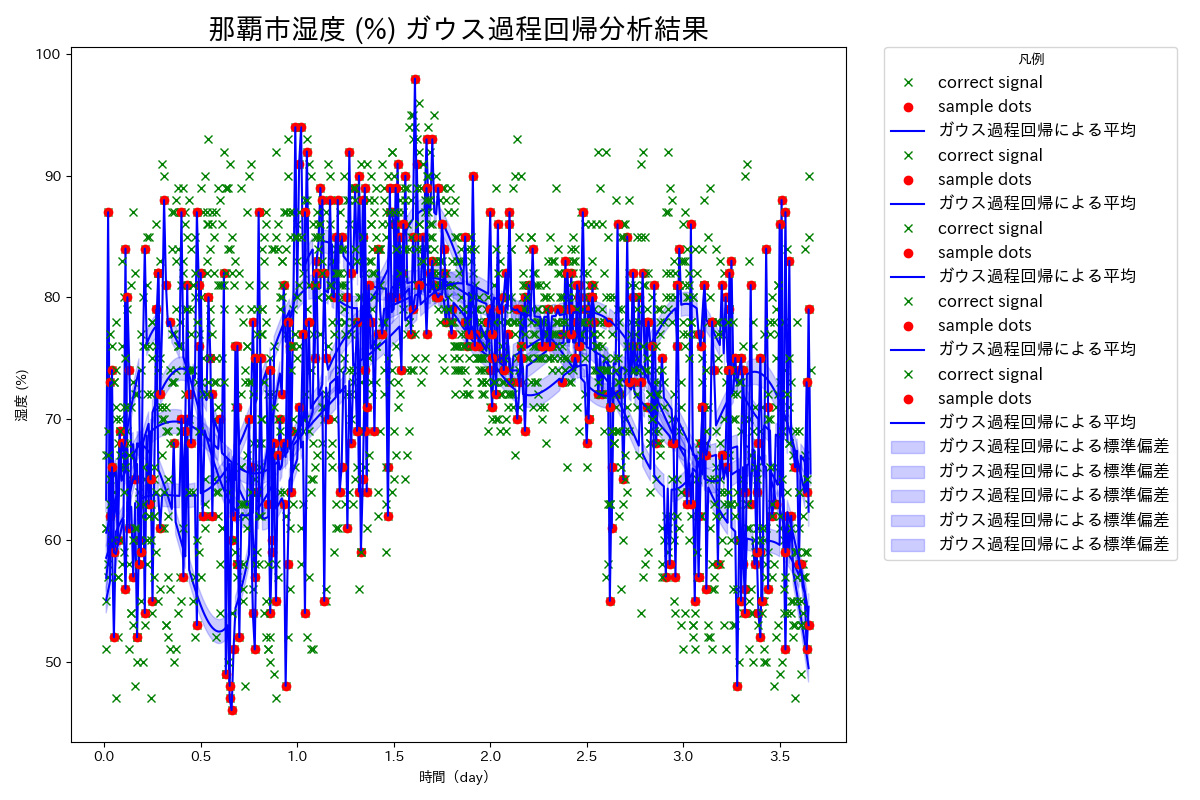 那覇市湿度 (%) ガウス過程回帰分析結果
100
90
80
70
60
50
湿度 (%)
0.0
0.5
1.0
1.5
2.0
2.5
3.0
3.5
時間（day）
凡例
correct signal
sample dots
ガウス過程回帰による平均
correct signal
sample dots
ガウス過程回帰による平均
correct signal
sample dots
ガウス過程回帰による平均
correct signal
sample dots
ガウス過程回帰による平均
correct signal
sample dots
ガウス過程回帰による平均
ガウス過程回帰による標準偏差
ガウス過程回帰による標準偏差
ガウス過程回帰による標準偏差
ガウス過程回帰による標準偏差
ガウス過程回帰による標準偏差